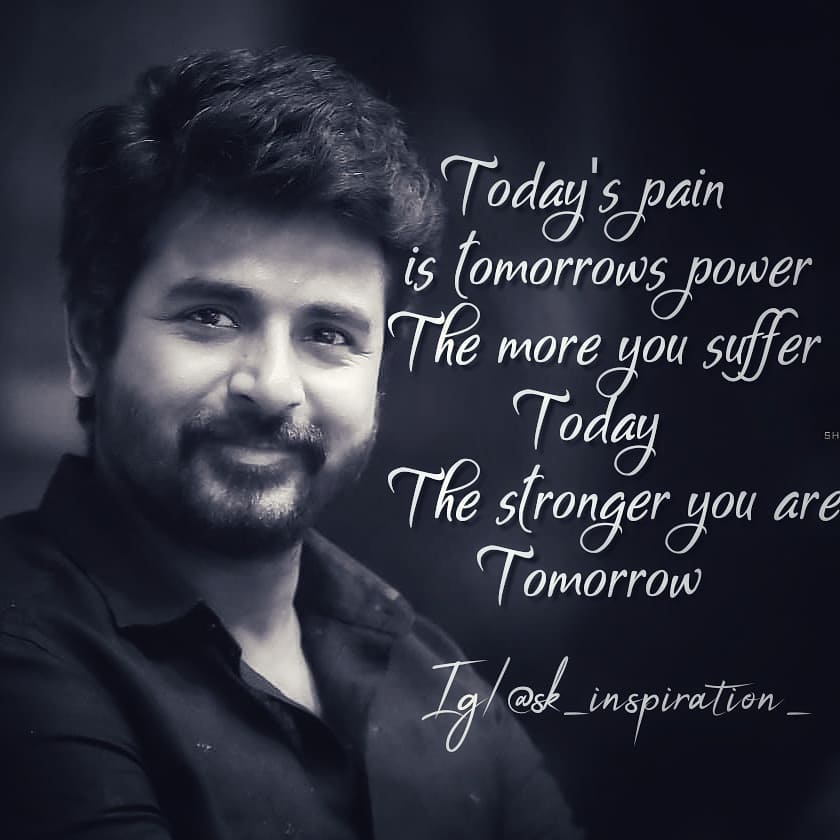 Today's pain
is tomorrows power
The more you suffer
Today
The stronger you are
Tomorrow
Ig/@sk_inspiration_